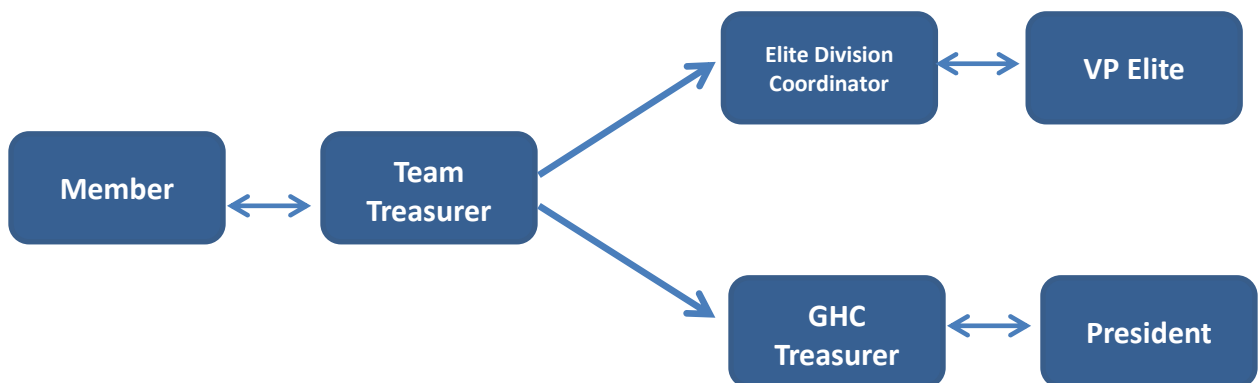 Member
Team
Treasurer
Elite Division
Coordinator
VP Elite
GHC
Treasurer
President